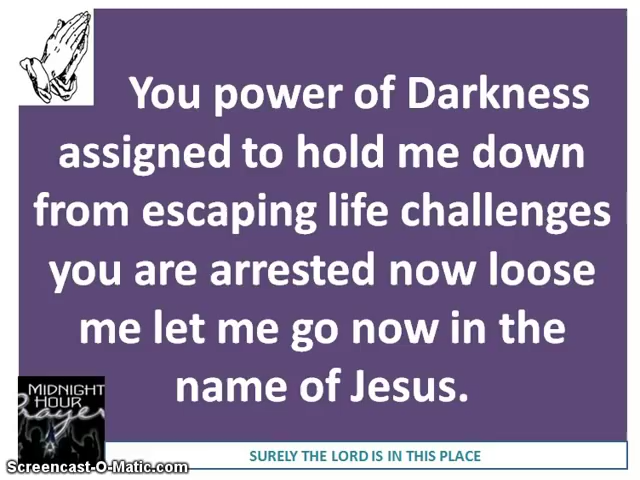 You power of Darkness
assigned to hold me down
from escaping life challenges
you are arrested now loose
me let me go now in the
name of Jesus.
MIDNIGHT
HOUR
Prayer
SURELY THE LORD IS IN THIS PLACE
Screencast-O-Matic.com